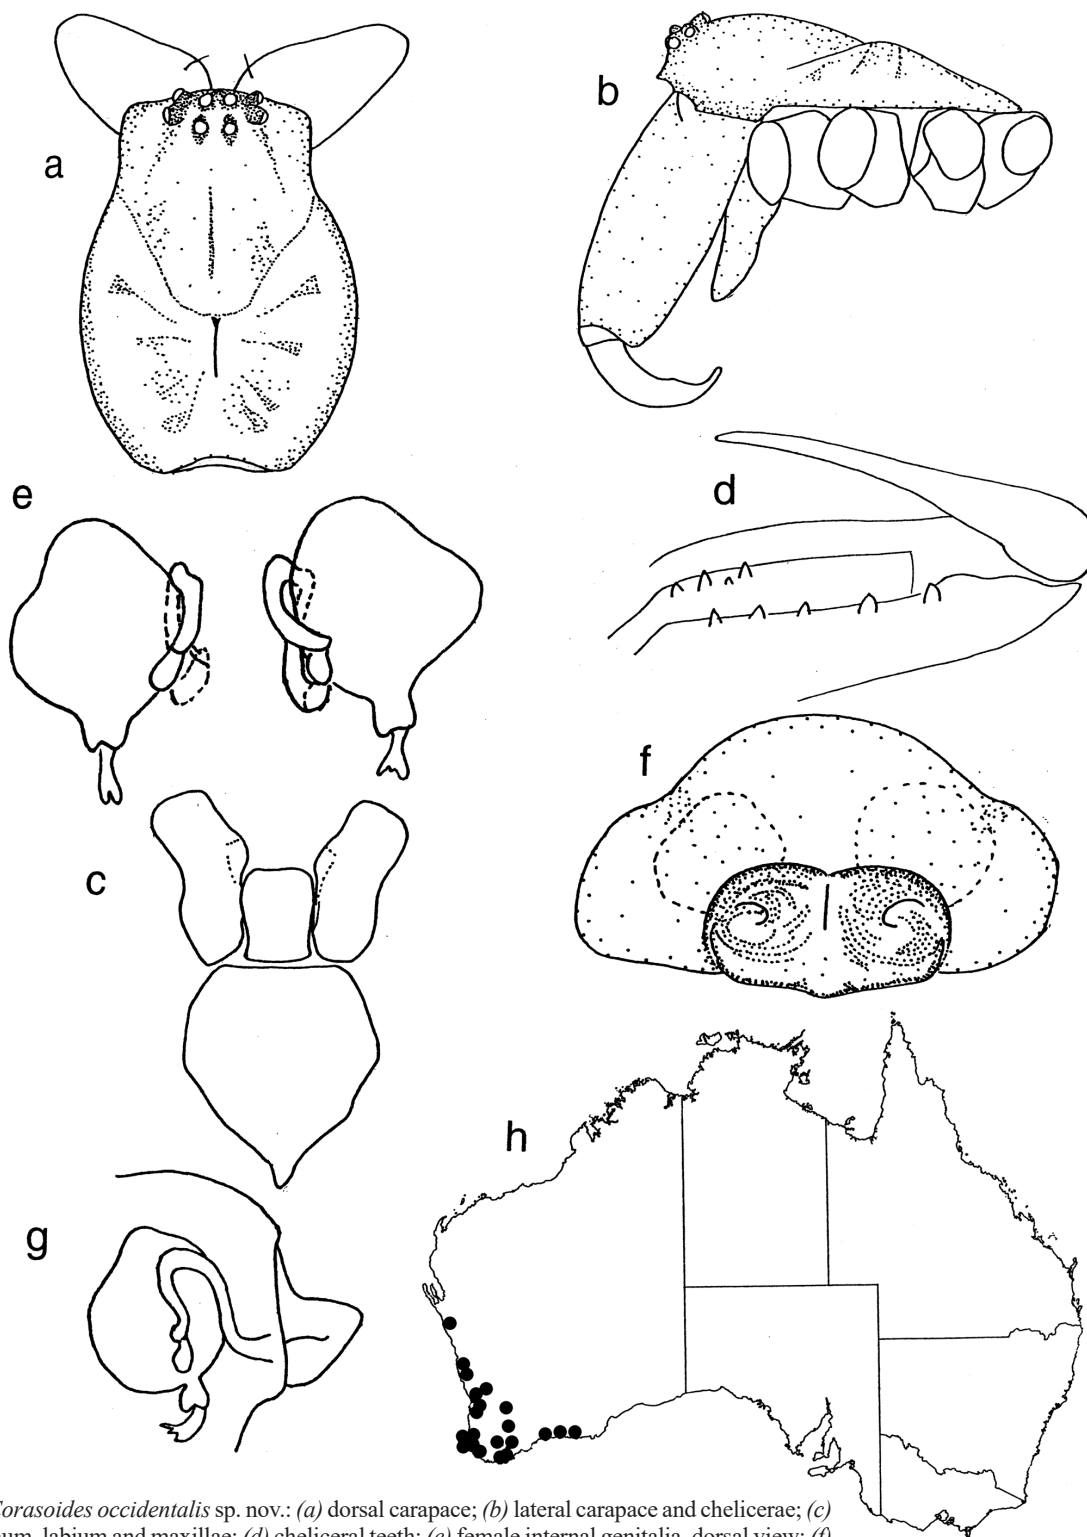 a
b
e
d
f
c
h
g
Corasoides occidentalis sp. nov.: (a) dorsal carapace; (b) lateral carapace and chelicerae; (c)
labium and maxillae; (d) cheliceral teeth; (e) female internal genitalia, dorsal view; (f)